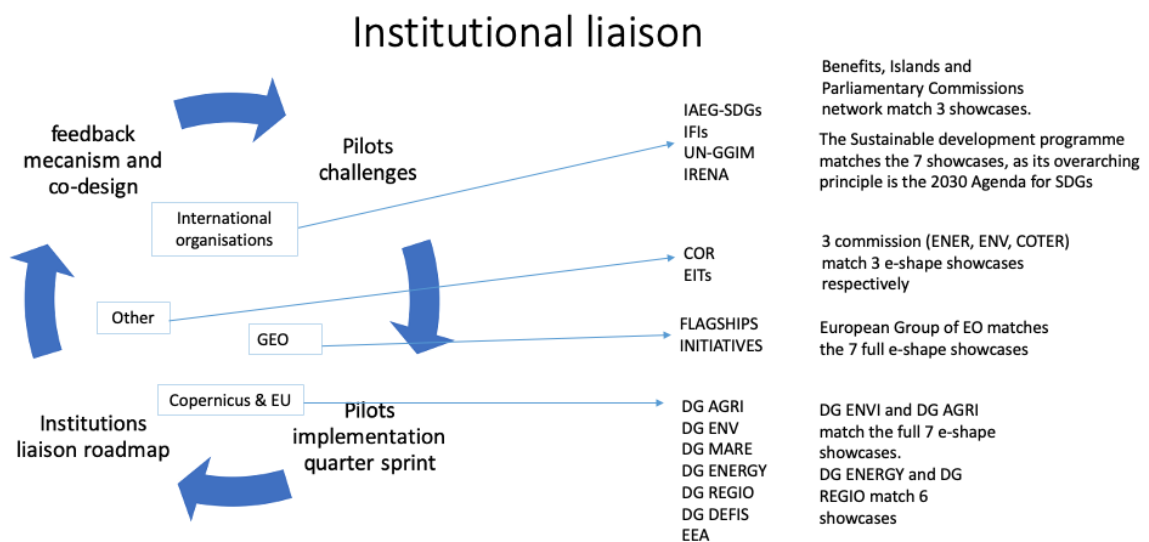 Institutional liaison
feedback
mecanism and
co-design
Pilots
challenges
International
organisations
Other
GEO
Copernicus & EU
Institutions
liaison roadmap
Pilots
implementation
quarter sprint
IAEG-SDGs
IFIs
UN-GGIM
IRENA
Benefits, Islands and
Parliamentary Commissions
network match 3 showcases.
The Sustainable development programme
matches the 7 showcases, as its overarching
principle is the 2030 Agenda for SDGs
COR
EITs
3 commission (ENER, ENV, COTER)
match 3 e-shape showcases
respectively
FLAGSHIPS
INITIATIVES
European Group of EO matches
the 7 full e-shape showcases
DG AGRI
DG ENV
DG MARE
DG ENERGY
DG REGIO
DG DEFIS
EEA
DG ENVI and DG AGRI
match the full 7 e-shape
showcases.
DG ENERGY and DG
REGIO match 6
showcases